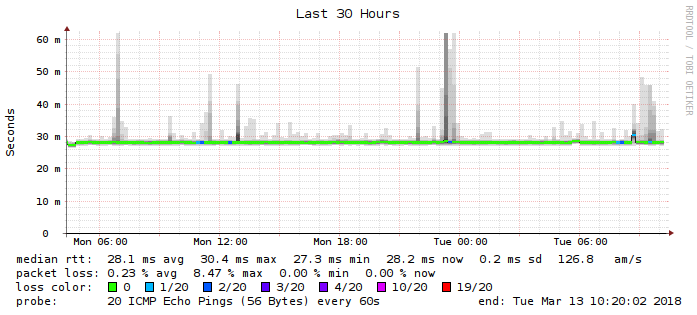 Last 30 Hours
RRDTOOL / TOBI OETIKER
Seconds
60 m
50 m
40 m
30 m
20 m
10 m
0
Mon 06:00 Mon 12:00 Mon 18:00 Tue 00:00 Tue 06:00
median rtt: 28.1 ms avg 30.4 ms max 27.3 ms min 28.2 ms now 0.2 ms sd 126.8 am/s
packet loss: 0.23 % avg 8.47 % max 0.00 % min 0.00 % now
loss color: 0 1/20 2/20 3/20 4/20 10/20 19/20
probe: 20 ICMP Echo Pings (56 Bytes) every 60s end: Tue Mar 13 10:20:02 2018